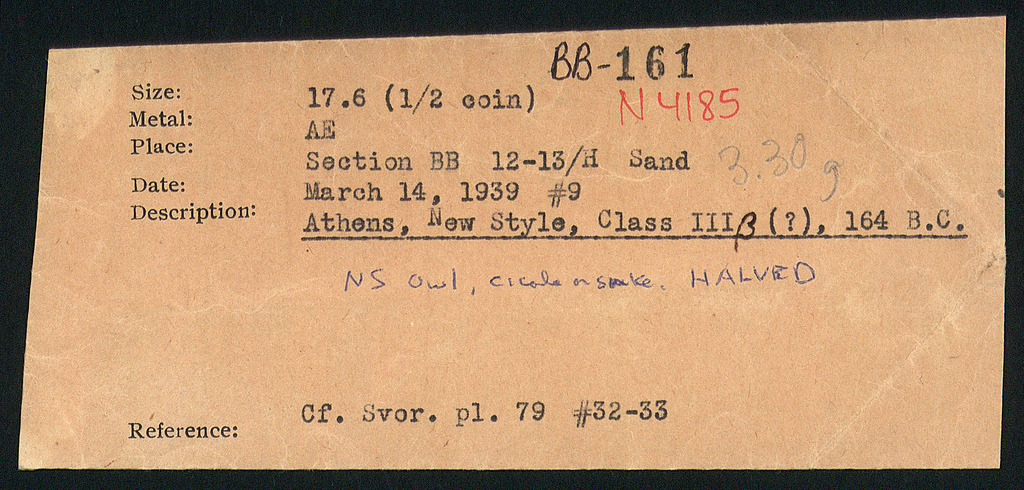 BB-161
N 4185
Size: 17.6 (1/2 coin)
Metal: AE
Place: Section BB 12-13/H Sand 3.30 g
Date: March 14, 1939 #9
Description: Athens, New Style, Class IIIβ (?), 164 B.C.
NS owl, cicada or snake. HALVED
Reference: Cf. Svor. pl. 79 #32-33